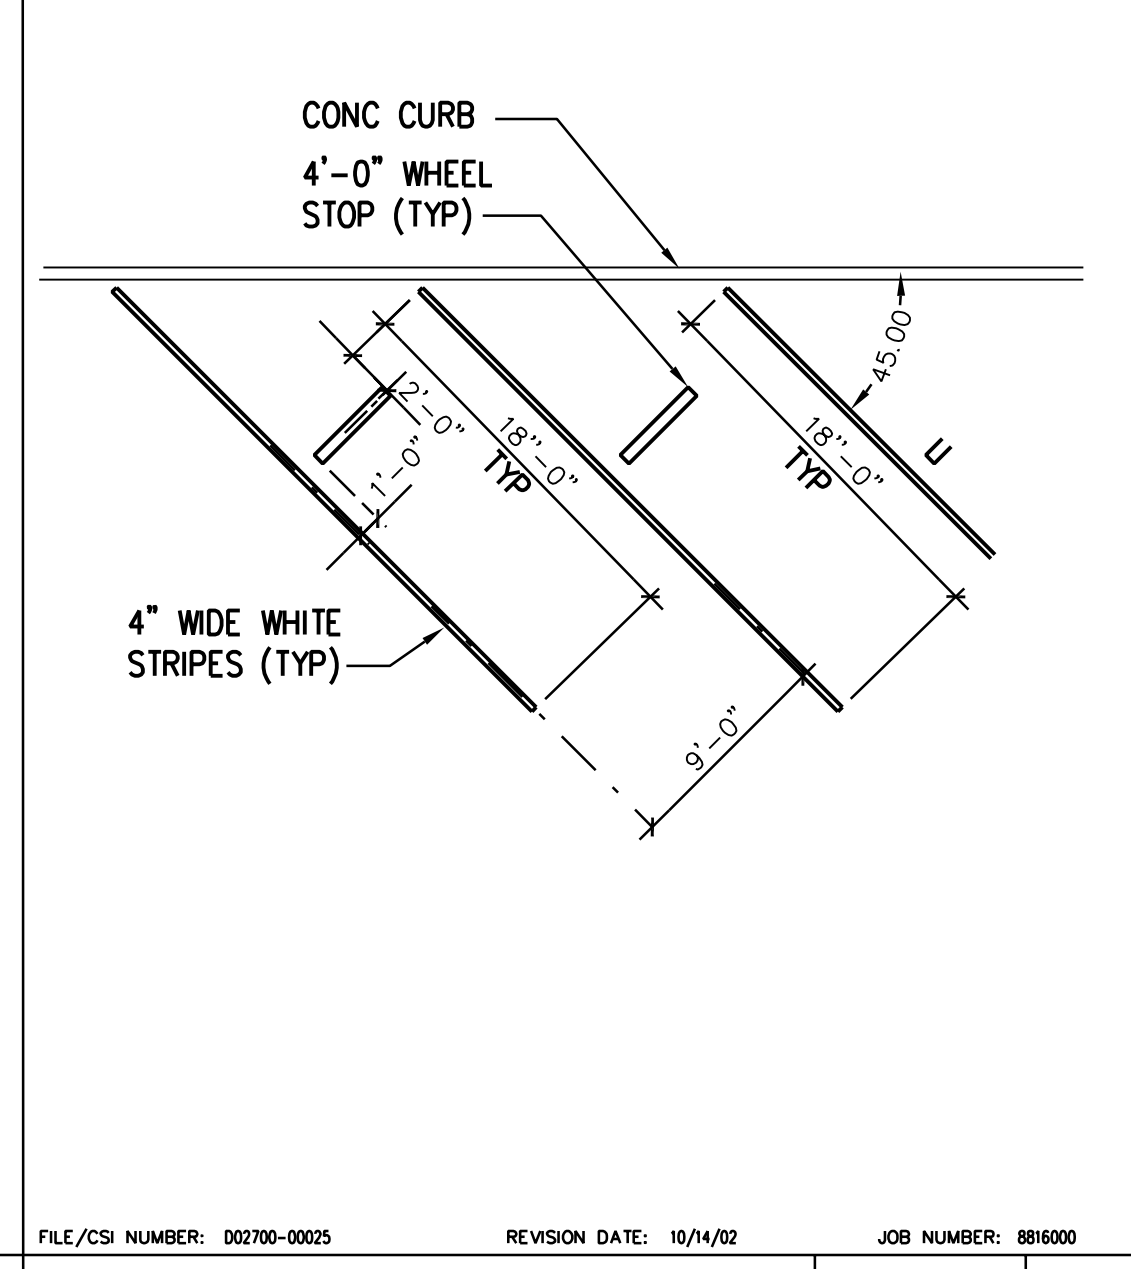 CONC CURB
4'-0" WHEEL
STOP (TYP)
45.00
2'-0"
1'-0"
18"-0"
TYP
18"-0"
TYP
U
4" WIDE WHITE
STRIPES (TYP)
9'-0"
FILE/CSI NUMBER: D02700-00025 REVISION DATE: 10/14/02 JOB NUMBER: 8816000